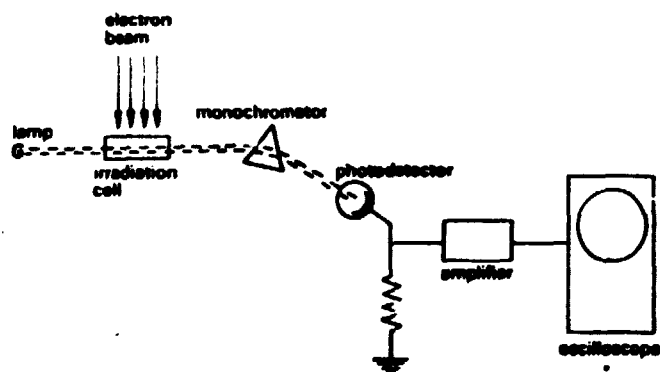 electron
beam
monochromator
lamp
photodetector
irradiation
cell
amplifier
oscilloscope